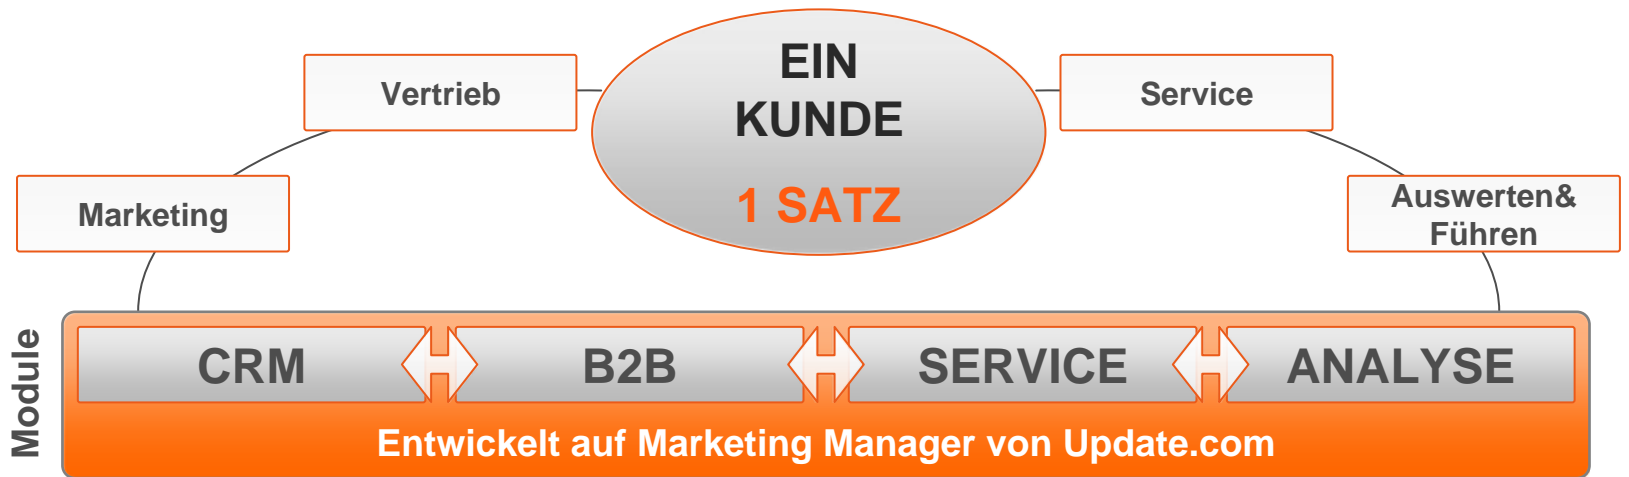 EIN
KUNDE
1 SATZ
Vertrieb
Service
Marketing
Auswerten&
Führen
Module
CRM
B2B
SERVICE
ANALYSE
Entwickelt auf Marketing Manager von Update.com